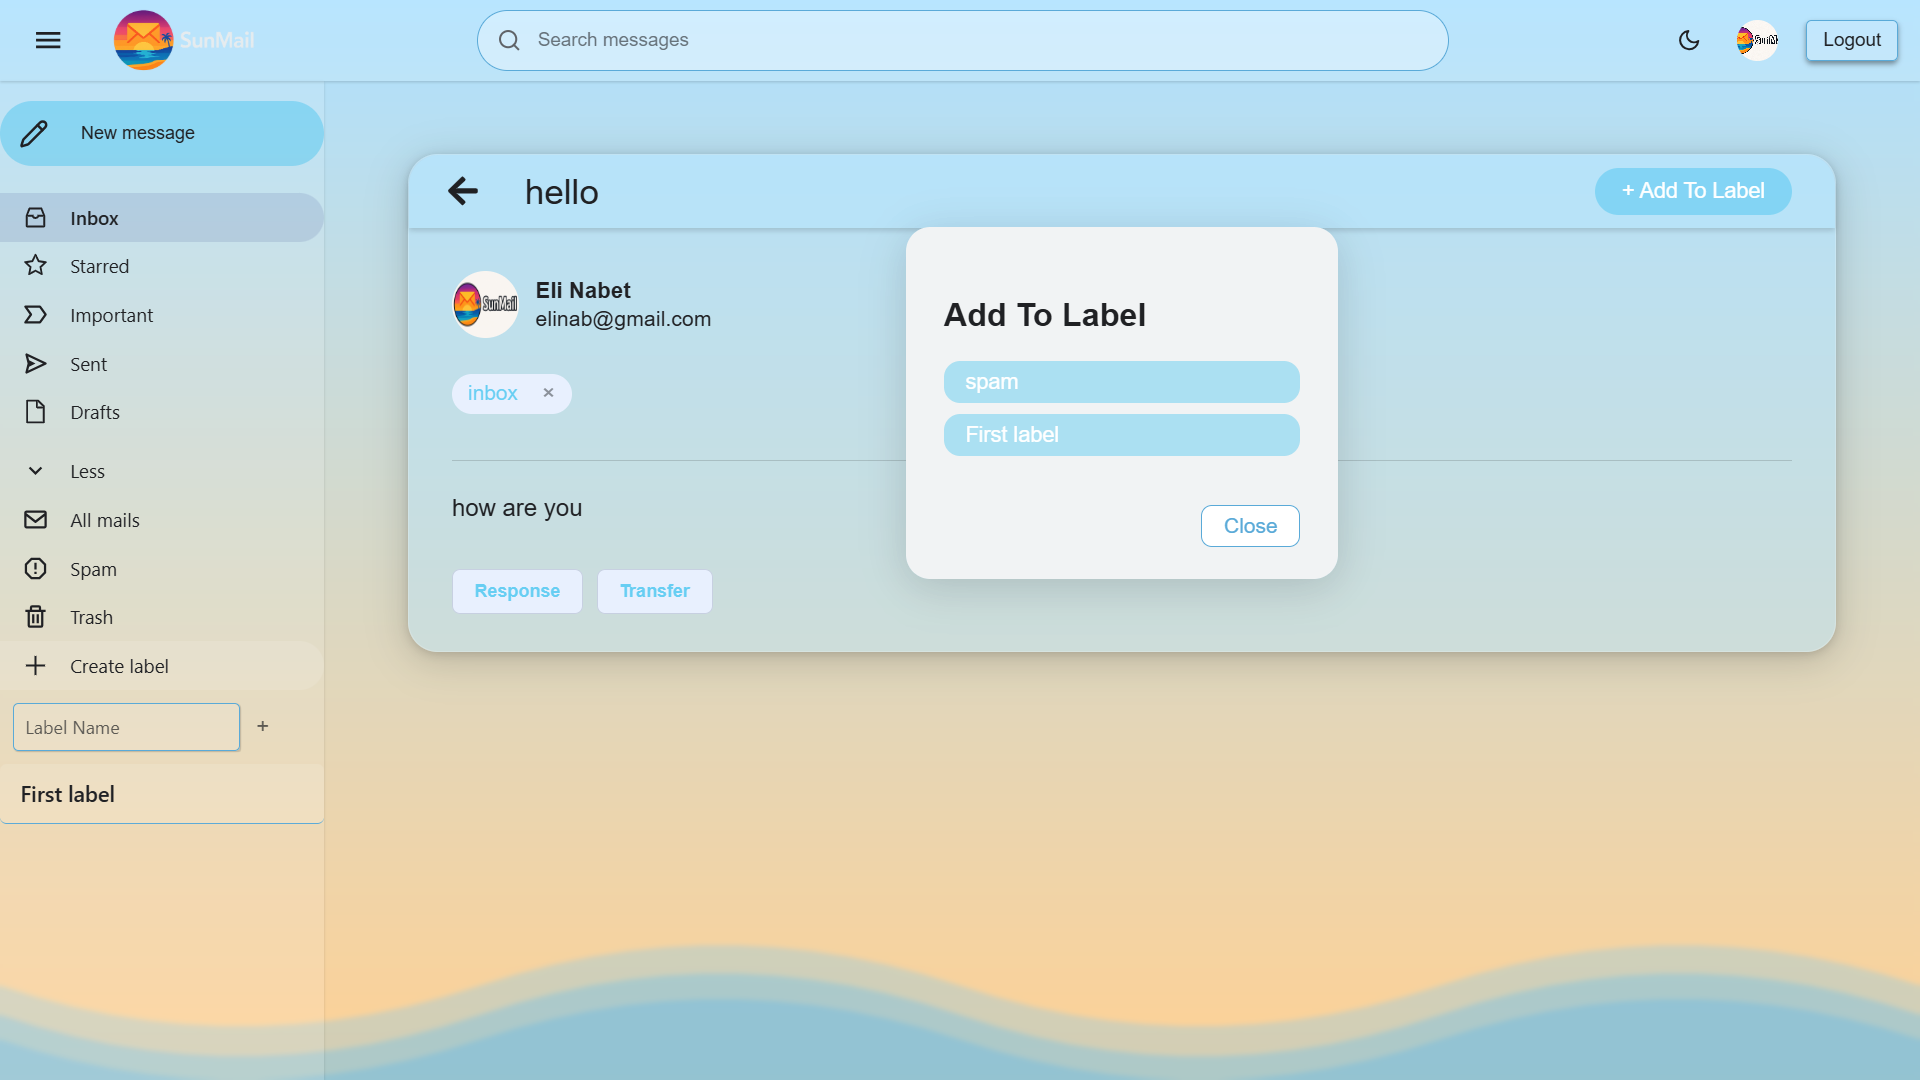 SunMail
Search messages
SunM
Logout
New message
Inbox
Starred
Important
Sent
Drafts
Less
All mails
Spam
Trash
Create label
Label Name
+
First label
hello
+ Add To Label
SunMail
Eli Nabet
elinab@gmail.com
inbox ×
how are you
Response
Transfer
Add To Label
spam
First label
Close